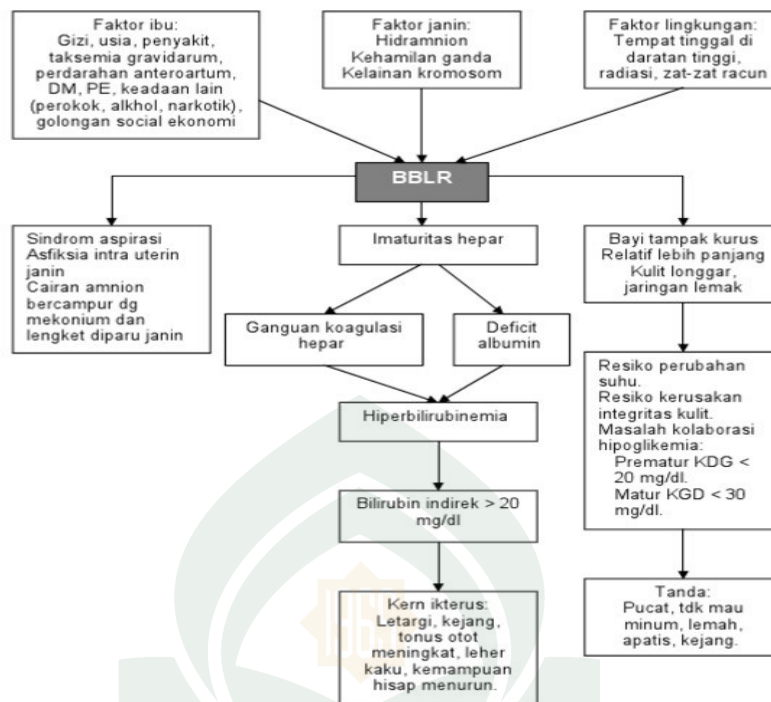 Faktor ibu:
Gizi, usia, penyakit,
taksemia gravidarum,
perdarahan anteroartum,
DM, PE, keadaan lain
(perokok, alkhol, narkotik),
golongan social ekonomi
Faktor janin:
Hidramnion
Kehamilan ganda
Kelainan kromosom
Faktor lingkungan:
Tempat tinggal di
daratan tinggi,
radiasi, zat-zat racun
BBLR
Sindrom aspirasi
Asfiksia intra uterin
janin
Cairan amnion
bercampur dg
mekonium dan
lengket diparu janin
Imaturitas hepar
Ganguan koagulasi
hepar
Deficit
albumin
Hiperbilirubinemia
Bilirubin indirek > 20
mg/dl
Kern ikterus:
Letargi, kejang,
tonus otot
meningkat, leher
kaku, kemampuan
hisap menurun.
Bayi tampak kurus
Relatif lebih panjang
Kulit longgar,
jaringan lemak
Resiko perubahan
suhu.
Resiko kerusakan
integritas kulit.
Masalah kolaborasi
hipoglikemia:
Prematur KDG <
20 mg/dl.
Matur KGD < 30
mg/dl.
Tanda:
Pucat, tdk mau
minum, lemah,
apatis, kejang.